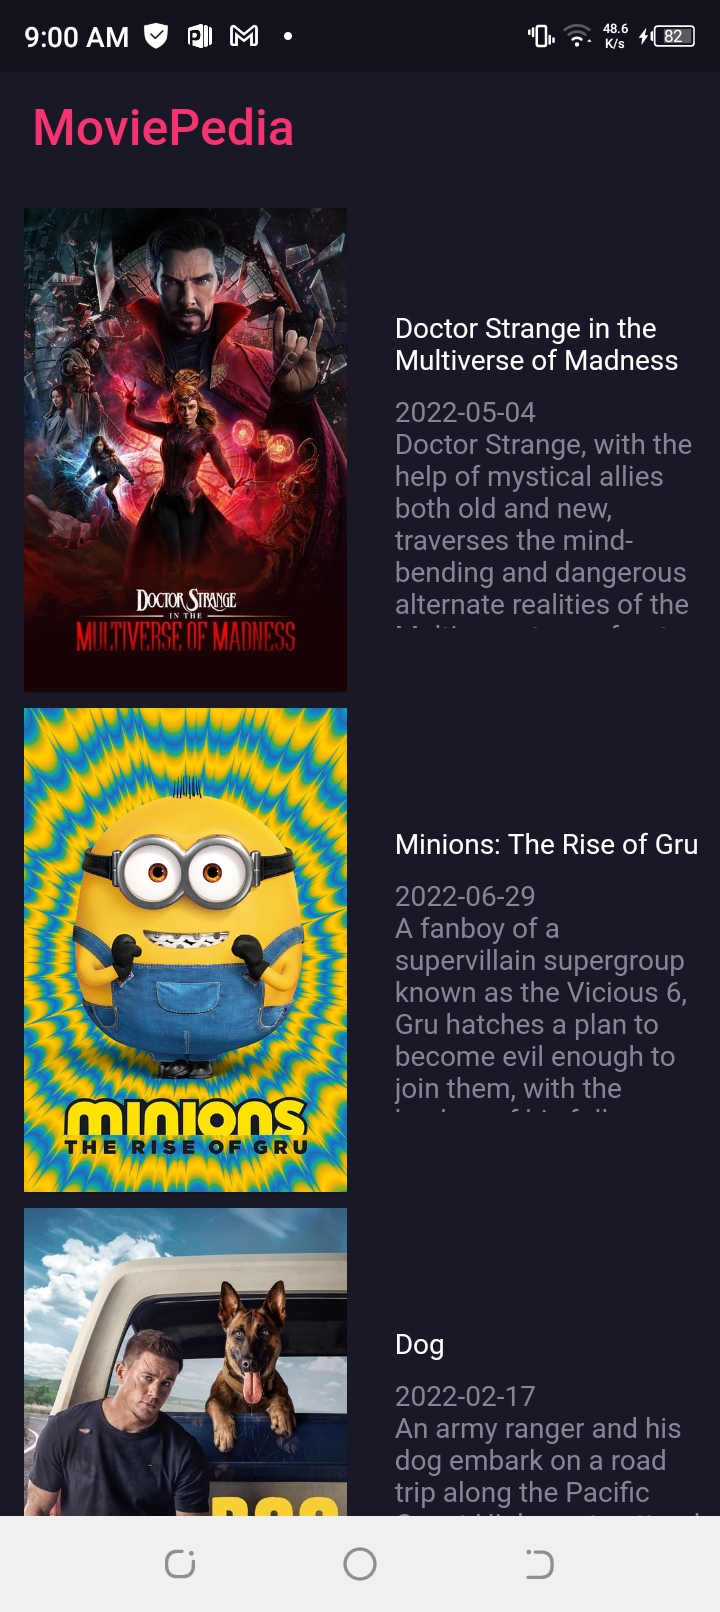 9:00 AM
48.6
K/s
82
MoviePedia
DOCTOR STRANGE
IN THE
MULTIVERSE OF MADNESS
Doctor Strange in the
Multiverse of Madness
2022-05-04
Doctor Strange, with the
help of mystical allies
both old and new,
traverses the mind-
bending and dangerous
alternate realities of the
minions
THE RISE OF GRU
Minions: The Rise of Gru
2022-06-29
A fanboy of a
supervillain supergroup
known as the Vicious 6,
Gru hatches a plan to
become evil enough to
join them, with the
Dog
2022-02-17
An army ranger and his
dog embark on a road
trip along the Pacific